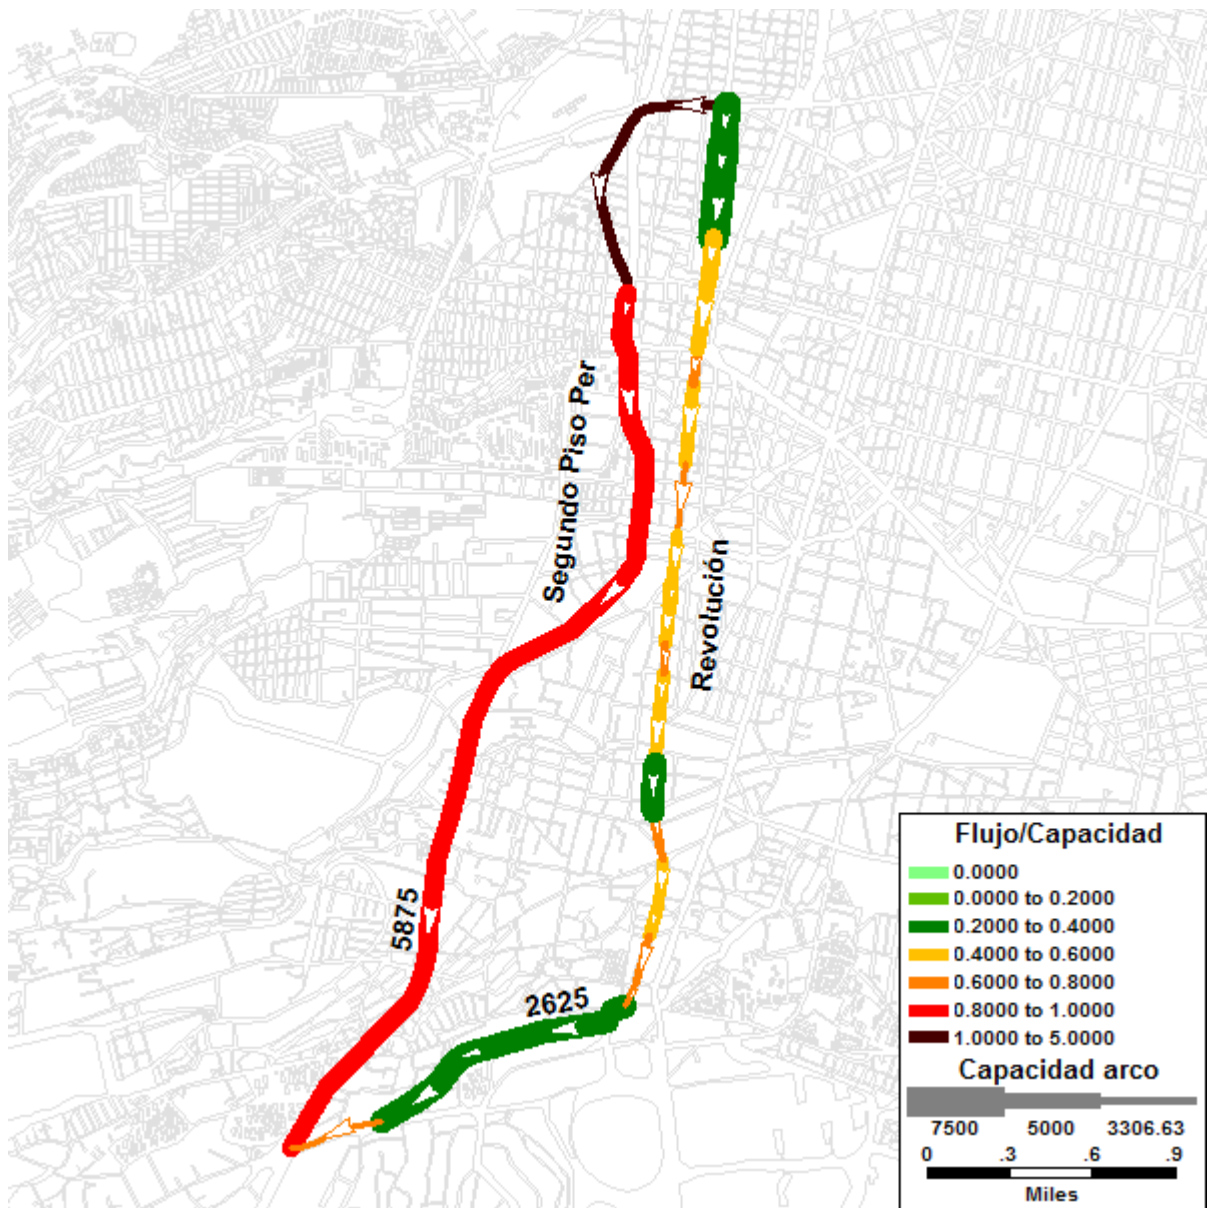 Segundo Piso Per
Revolución
5875
2625
Flujo/Capacidad
0.0000
0.0000 to 0.2000
0.2000 to 0.4000
0.4000 to 0.6000
0.6000 to 0.8000
0.8000 to 1.0000
1.0000 to 5.0000
Capacidad arco
7500 5000 3306.63
0 .3 .6 .9
Miles